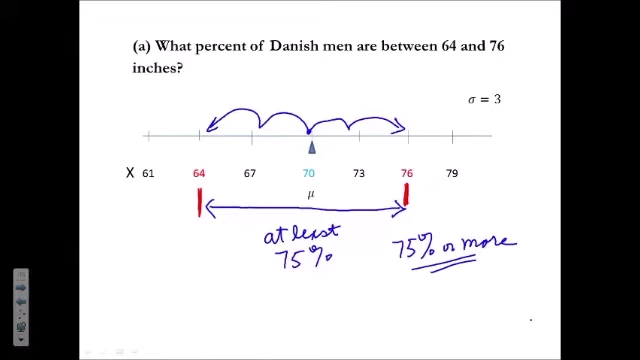 (a) What percent of Danish men are between 64 and 76
inches?
σ = 3
X 61 64 67 70 73 76 79
μ
at least
75%
75% or more